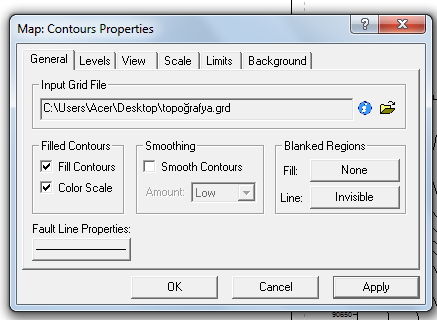 Map: Contours Properties
General Levels View Scale Limits Background
Input Grid File
C:\Users\Acer\Desktop\topoğrafya.grd
Filled Contours Smoothing Blanked Regions
Fill Contours Smooth Contours Fill: None
Color Scale Amount: Low Line: Invisible
Fault Line Properties:
OK Cancel Apply
90650